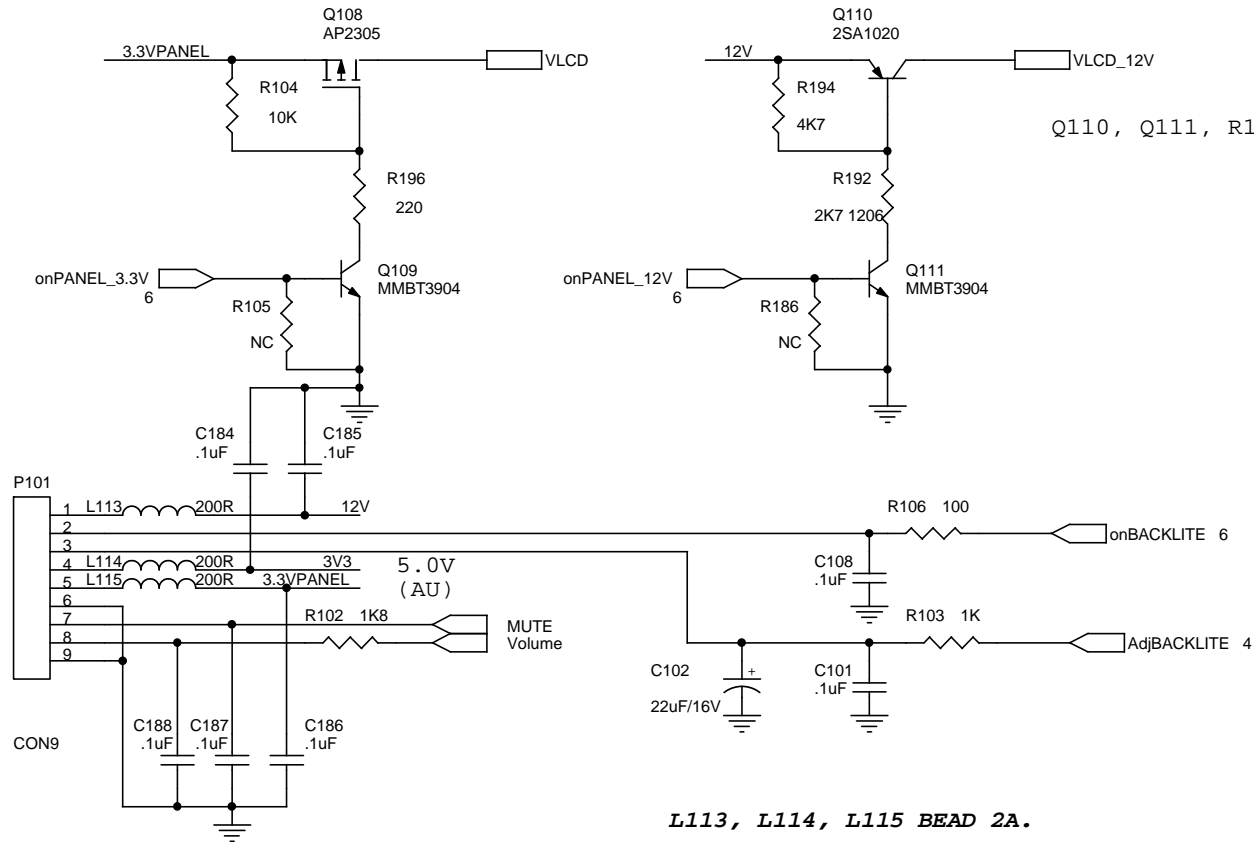 Q108
AP2305
Q110
2SA1020
3.3VPANEL
VLCD
12V
VLCD_12V
R104
10K
R194
4K7
Q110, Q111, R1
R196
220
R192
2K7 1206
onPANEL_3.3V
6
Q109
MMBT3904
onPANEL_12V
6
Q111
MMBT3904
R105
NC
R186
NC
C184
.1uF
C185
.1uF
P101
1 L113 200R 12V
2
3
4 L114 200R 3V3
5 L115 200R 3.3VPANEL
6
7
8
9
5.0V
(AU)
R106 100
onBACKLITE 6
C108
.1uF
R102 1K8
MUTE
Volume
R103 1K
AdjBACKLITE 4
C102
+
22uF/16V
C101
.1uF
CON9
C188
.1uF
C187
.1uF
C186
.1uF
L113, L114, L115 BEAD 2A.